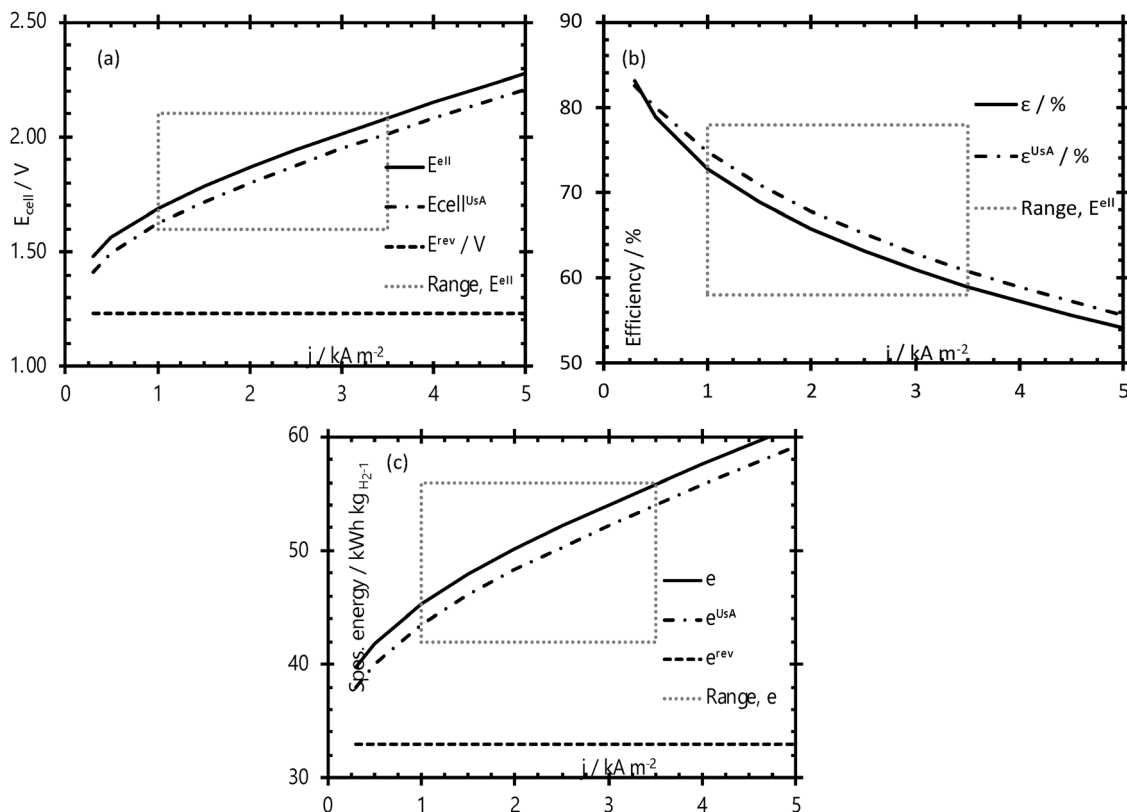 2.50
(a)
2.00
1.50
1.00
E_cell / V
E^ell
Ecell^UsA
E^rev / V
Range, E^ell
j / kA m^-2
0 1 2 3 4 5
90
(b)
80
70
60
50
Efficiency / %
ε / %
ε^UsA / %
Range, E^ell
j / kA m^-2
0 1 2 3 4 5
60
(c)
50
40
30
Spos. energy / kWh kg_H2-1
e
e^UsA
e^rev
Range, e
j / kA m^-2
0 1 2 3 4 5